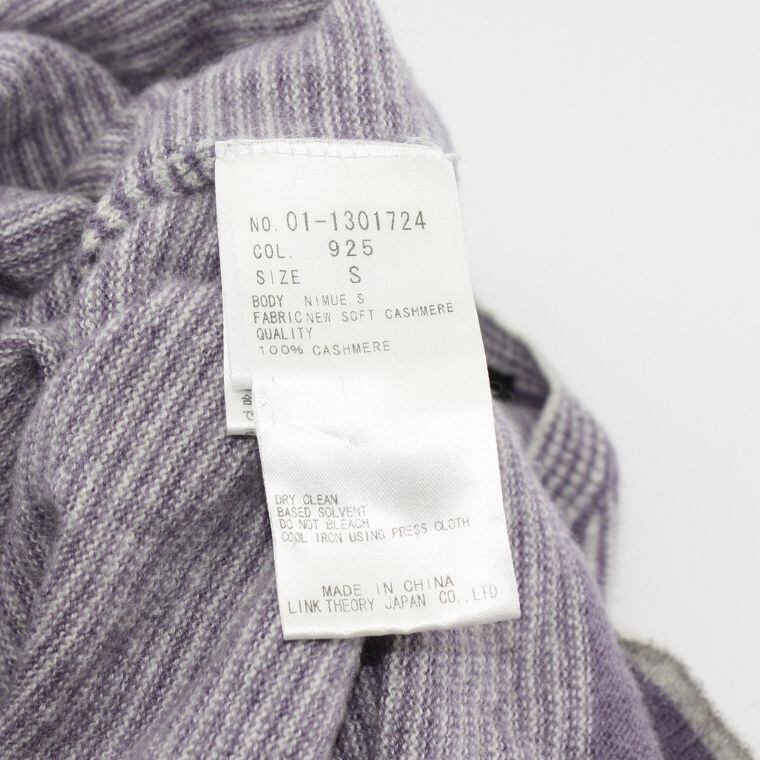 NO. 01-1301724
COL. 925
SIZE S
BODY NIMUE.S
FABRIC NEW SOFT CASHMERE
QUALITY
100% CASHMERE
DRY CLEAN
BASED SOLVENT
DO NOT BLEACH
COOL IRON USING PRESS CLOTH
MADE IN CHINA
LINK THEORY JAPAN CO.,LTD